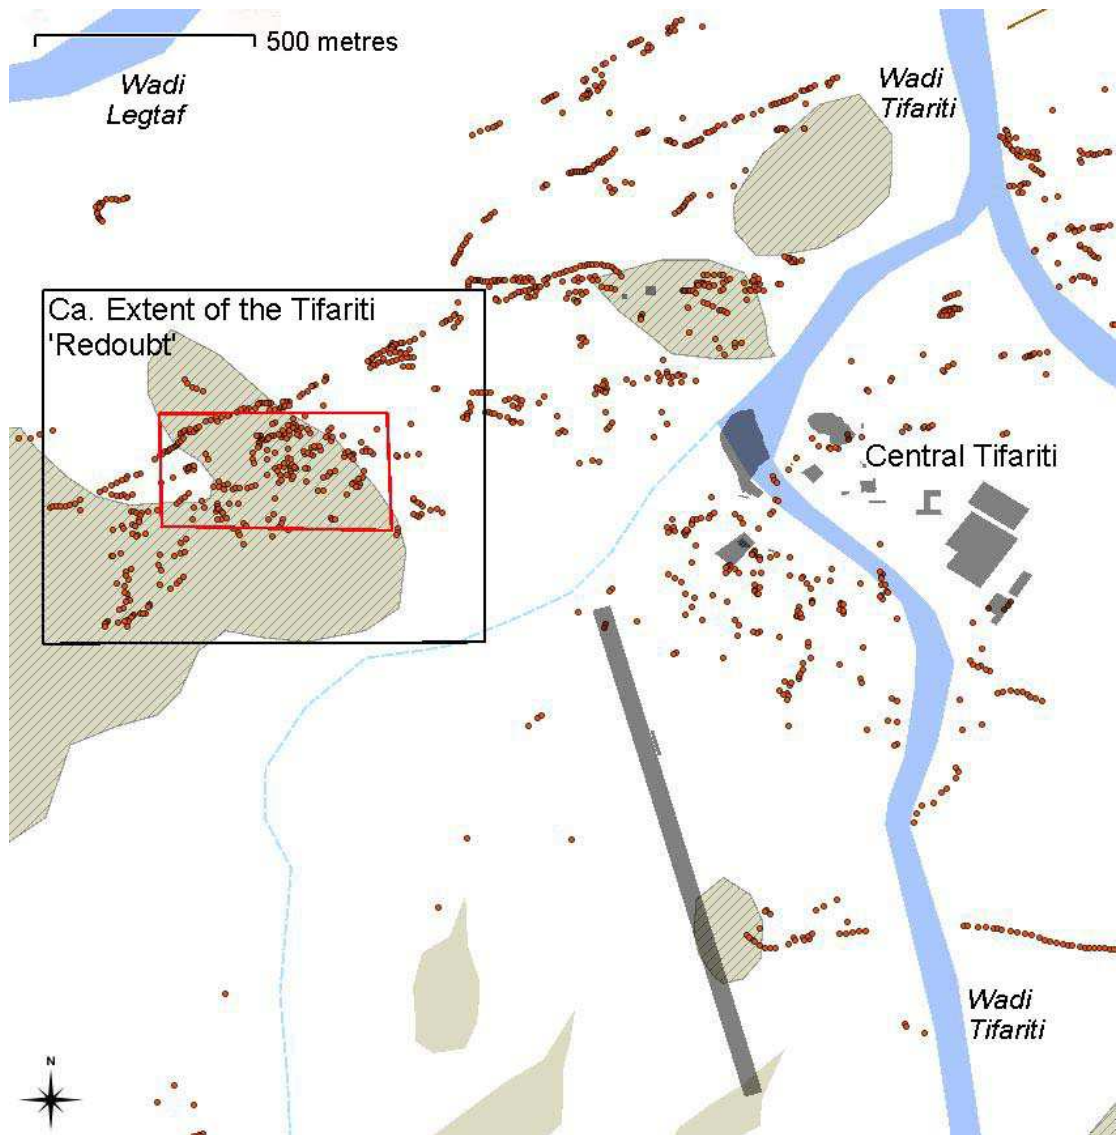 500 metres
Wadi
Legtaf
Wadi
Tifariti
Ca. Extent of the Tifariti
'Redoubt'
Central Tifariti
Wadi
Tifariti
N